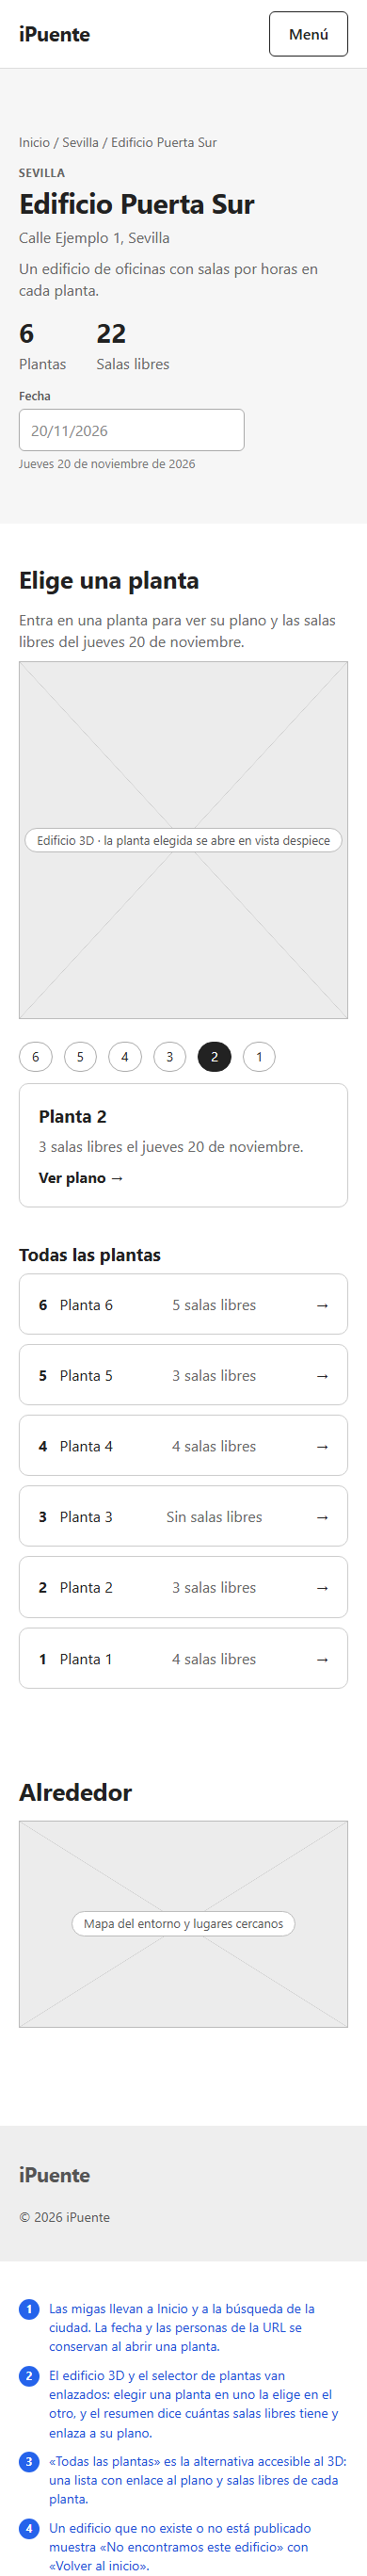 iPuente
Menú
Inicio / Sevilla / Edificio Puerta Sur
SEVILLA
Edificio Puerta Sur
Calle Ejemplo 1, Sevilla
Un edificio de oficinas con salas por horas en
cada planta.
6
Plantas
22
Salas libres
Fecha
20/11/2026
Jueves 20 de noviembre de 2026
Elige una planta
Entra en una planta para ver su plano y las salas
libres del jueves 20 de noviembre.
Edificio 3D · la planta elegida se abre en vista despiece
6 5 4 3 2 1
Planta 2
3 salas libres el jueves 20 de noviembre.
Ver plano →
Todas las plantas
6 Planta 6 5 salas libres →
5 Planta 5 3 salas libres →
4 Planta 4 4 salas libres →
3 Planta 3 Sin salas libres →
2 Planta 2 3 salas libres →
1 Planta 1 4 salas libres →
Alrededor
Mapa del entorno y lugares cercanos
iPuente
© 2026 iPuente
1 Las migas llevan a Inicio y a la búsqueda de la
ciudad. La fecha y las personas de la URL se
conservan al abrir una planta.
2 El edificio 3D y el selector de plantas van
enlazados: elegir una planta en uno la elige en el
otro, y el resumen dice cuántas salas libres tiene y
enlaza a su plano.
3 «Todas las plantas» es la alternativa accesible al 3D:
una lista con enlace al plano y salas libres de cada
planta.
4 Un edificio que no existe o no está publicado
muestra «No encontramos este edificio» con
«Volver al inicio».